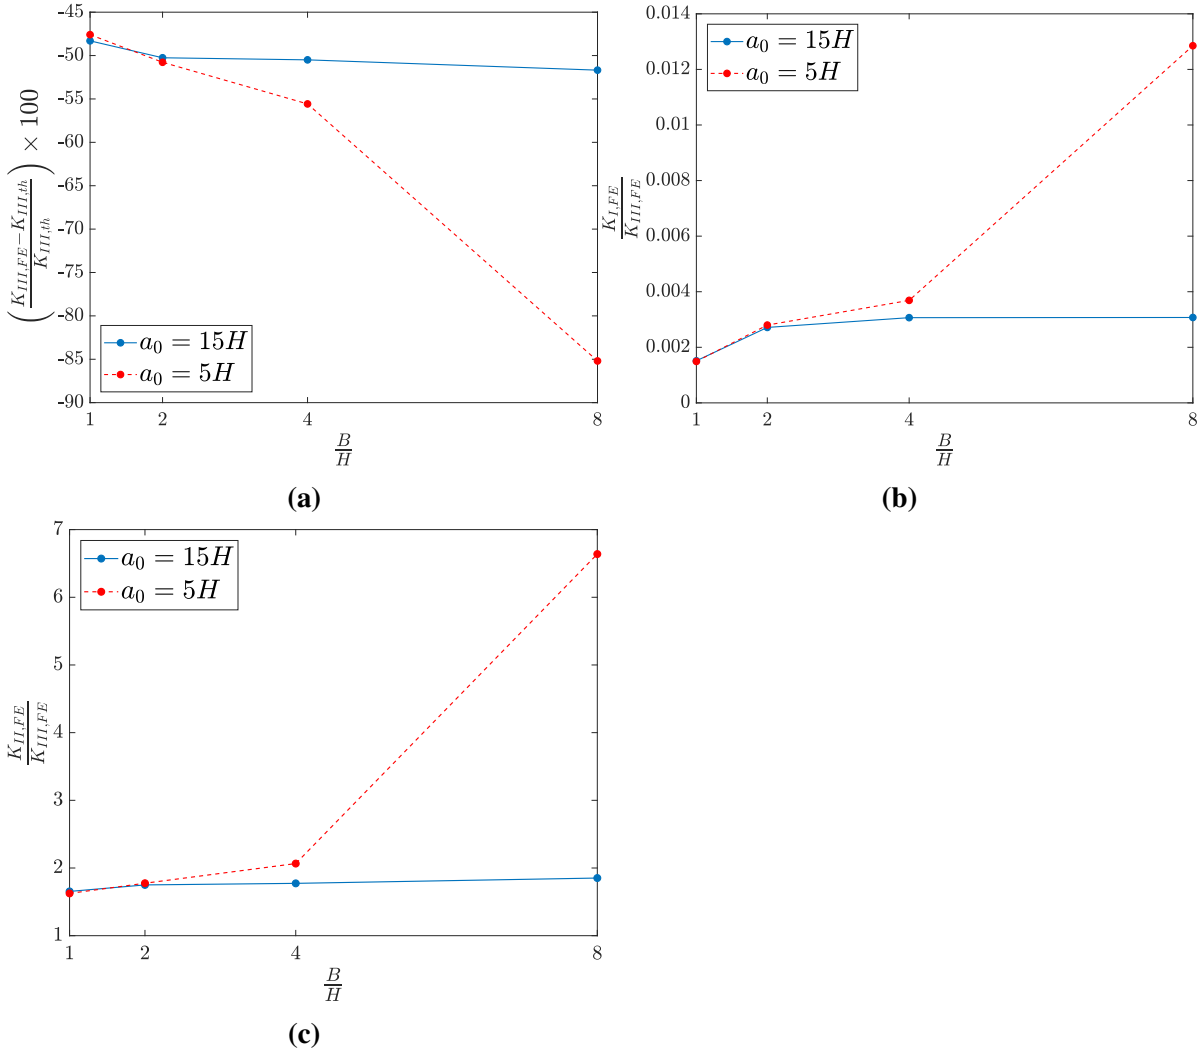 -45
-50
-55
-60
-65
-70
-75
-80
-85
-90
1
2
4
8
(K_{III,FE} − K_{III,th} / K_{III,th}) × 100
a_0 = 15H
a_0 = 5H
B/H
(a)
0.014
0.012
0.01
0.008
0.006
0.004
0.002
0
1
2
4
8
K_{I,FE} / K_{III,FE}
a_0 = 15H
a_0 = 5H
B/H
(b)
7
6
5
4
3
2
1
1
2
4
8
K_{II,FE} / K_{III,FE}
a_0 = 15H
a_0 = 5H
B/H
(c)